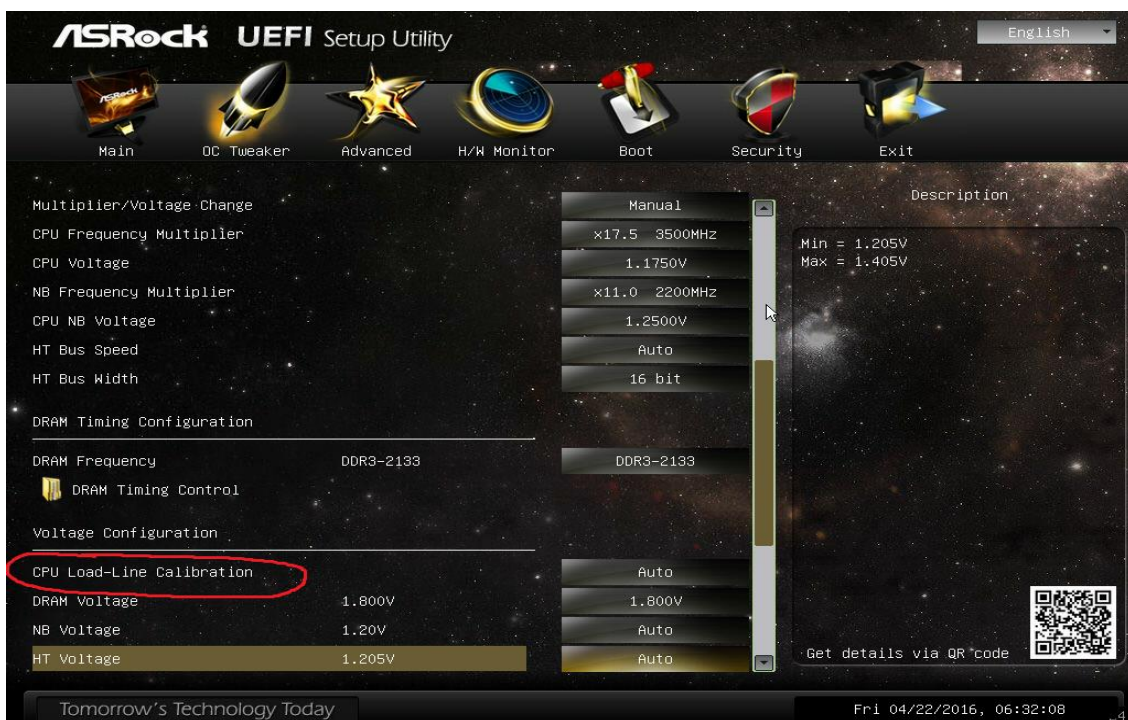 ASRock UEFI Setup Utility
English
Main OC Tweaker Advanced H/W Monitor Boot Security Exit
Description
Multiplier/Voltage Change Manual
CPU Frequency Multiplier x17.5 3500MHz
CPU Voltage 1.1750V
NB Frequency Multiplier x11.0 2200MHz
CPU NB Voltage 1.2500V
HT Bus Speed Auto
HT Bus Width 16 bit
DRAM Timing Configuration
DRAM Frequency DDR3-2133 DDR3-2133
DRAM Timing Control
Voltage Configuration
CPU Load-Line Calibration Auto
DRAM Voltage 1.800V 1.800V
NB Voltage 1.20V Auto
HT Voltage 1.205V Auto
Min = 1.205V
Max = 1.405V
Get details via QR code
Tomorrow's Technology Today
Fri 04/22/2016, 06:32:08